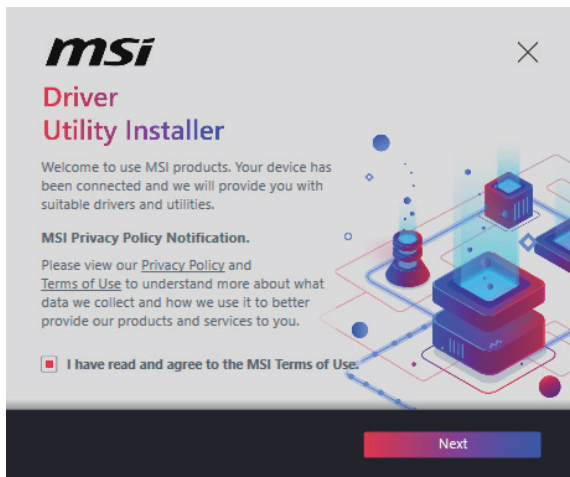 msi
Driver
Utility Installer
Welcome to use MSI products. Your device has
been connected and we will provide you with
suitable drivers and utilities.
MSI Privacy Policy Notification.
Please view our Privacy Policy and
Terms of Use to understand more about what
data we collect and how we use it to better
provide our products and services to you.
I have read and agree to the MSI Terms of Use.
Next